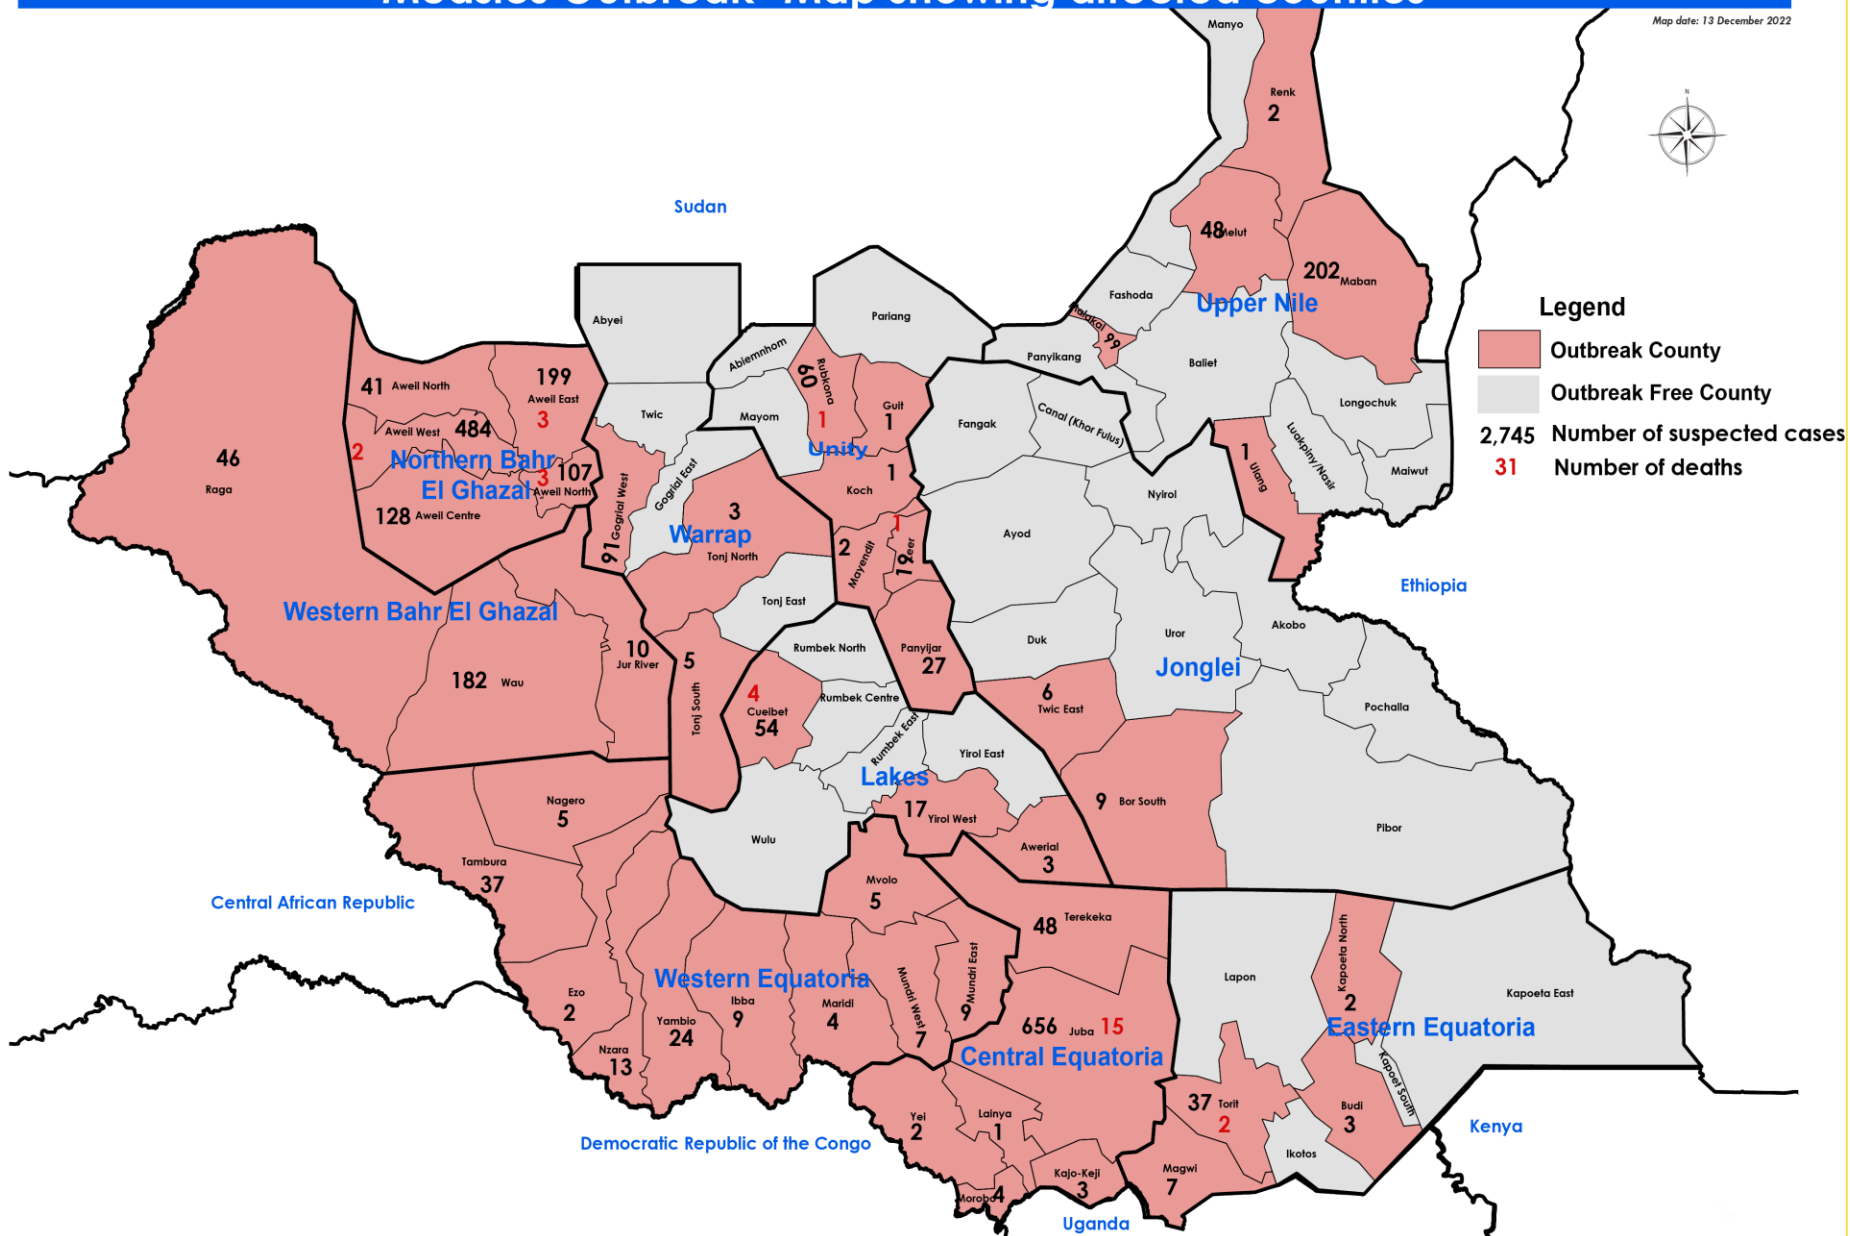 Measles Outbreak- Map showing affected Counties
Map date: 13 December 2022
N
Manyo
Renk
2
Sudan
48
Melut
202
Maban
Fashoda
Upper Nile
Malakal
99
Panyikang
Baliet
Longochuk
Luakpiny/Nasir
Maiwut
1
Ulang
Legend
Outbreak County
Outbreak Free County
2,745 Number of suspected cases
31 Number of deaths
Abyei
Pariang
Abiemnhom
Rubkona
60
1
Guit
1
Mayom
Unity
Twic
41 Aweil North
199
Aweil East
3
Aweil West
484
2
Northern Bahr
El Ghazal
3
107
Aweil North
128 Aweil Centre
46
Raga
Gogrial West
91
Gogrial East
3
Warrap
Tonj North
1
Koch
1
2
Mayendit
19
Leer
Fangak
Canal (Khor Fulus)
Nyirol
Ayod
Ethiopia
Western Bahr El Ghazal
Tonj East
Duk
Uror
Akobo
Rumbek North
Panyijar
27
10
Jur River
5
Tonj South
182 Wau
4
Cueibet
54
Rumbek Centre
Rumbek East
Jonglei
6
Twic East
Pochalla
Yirol East
Lakes
17
Yirol West
9 Bor South
Pibor
Nagero
5
Wulu
Awerial
3
Tambura
37
Mvolo
5
Central African Republic
48
Terekeka
Western Equatoria
Mundri East
9
Mundri West
7
Ezo
2
Ibba
9
Maridi
4
Yambio
24
Nzara
13
656 Juba 15
Central Equatoria
Lapon
Kapoeta North
2
Kapoeta East
Eastern Equatoria
Kapoet South
37 Torit
2
Budi
3
Ikotos
Kenya
Yei
2
Lainya
1
Democratic Republic of the Congo
Kajo-Keji
3
Morobo
4
Magwi
7
Uganda